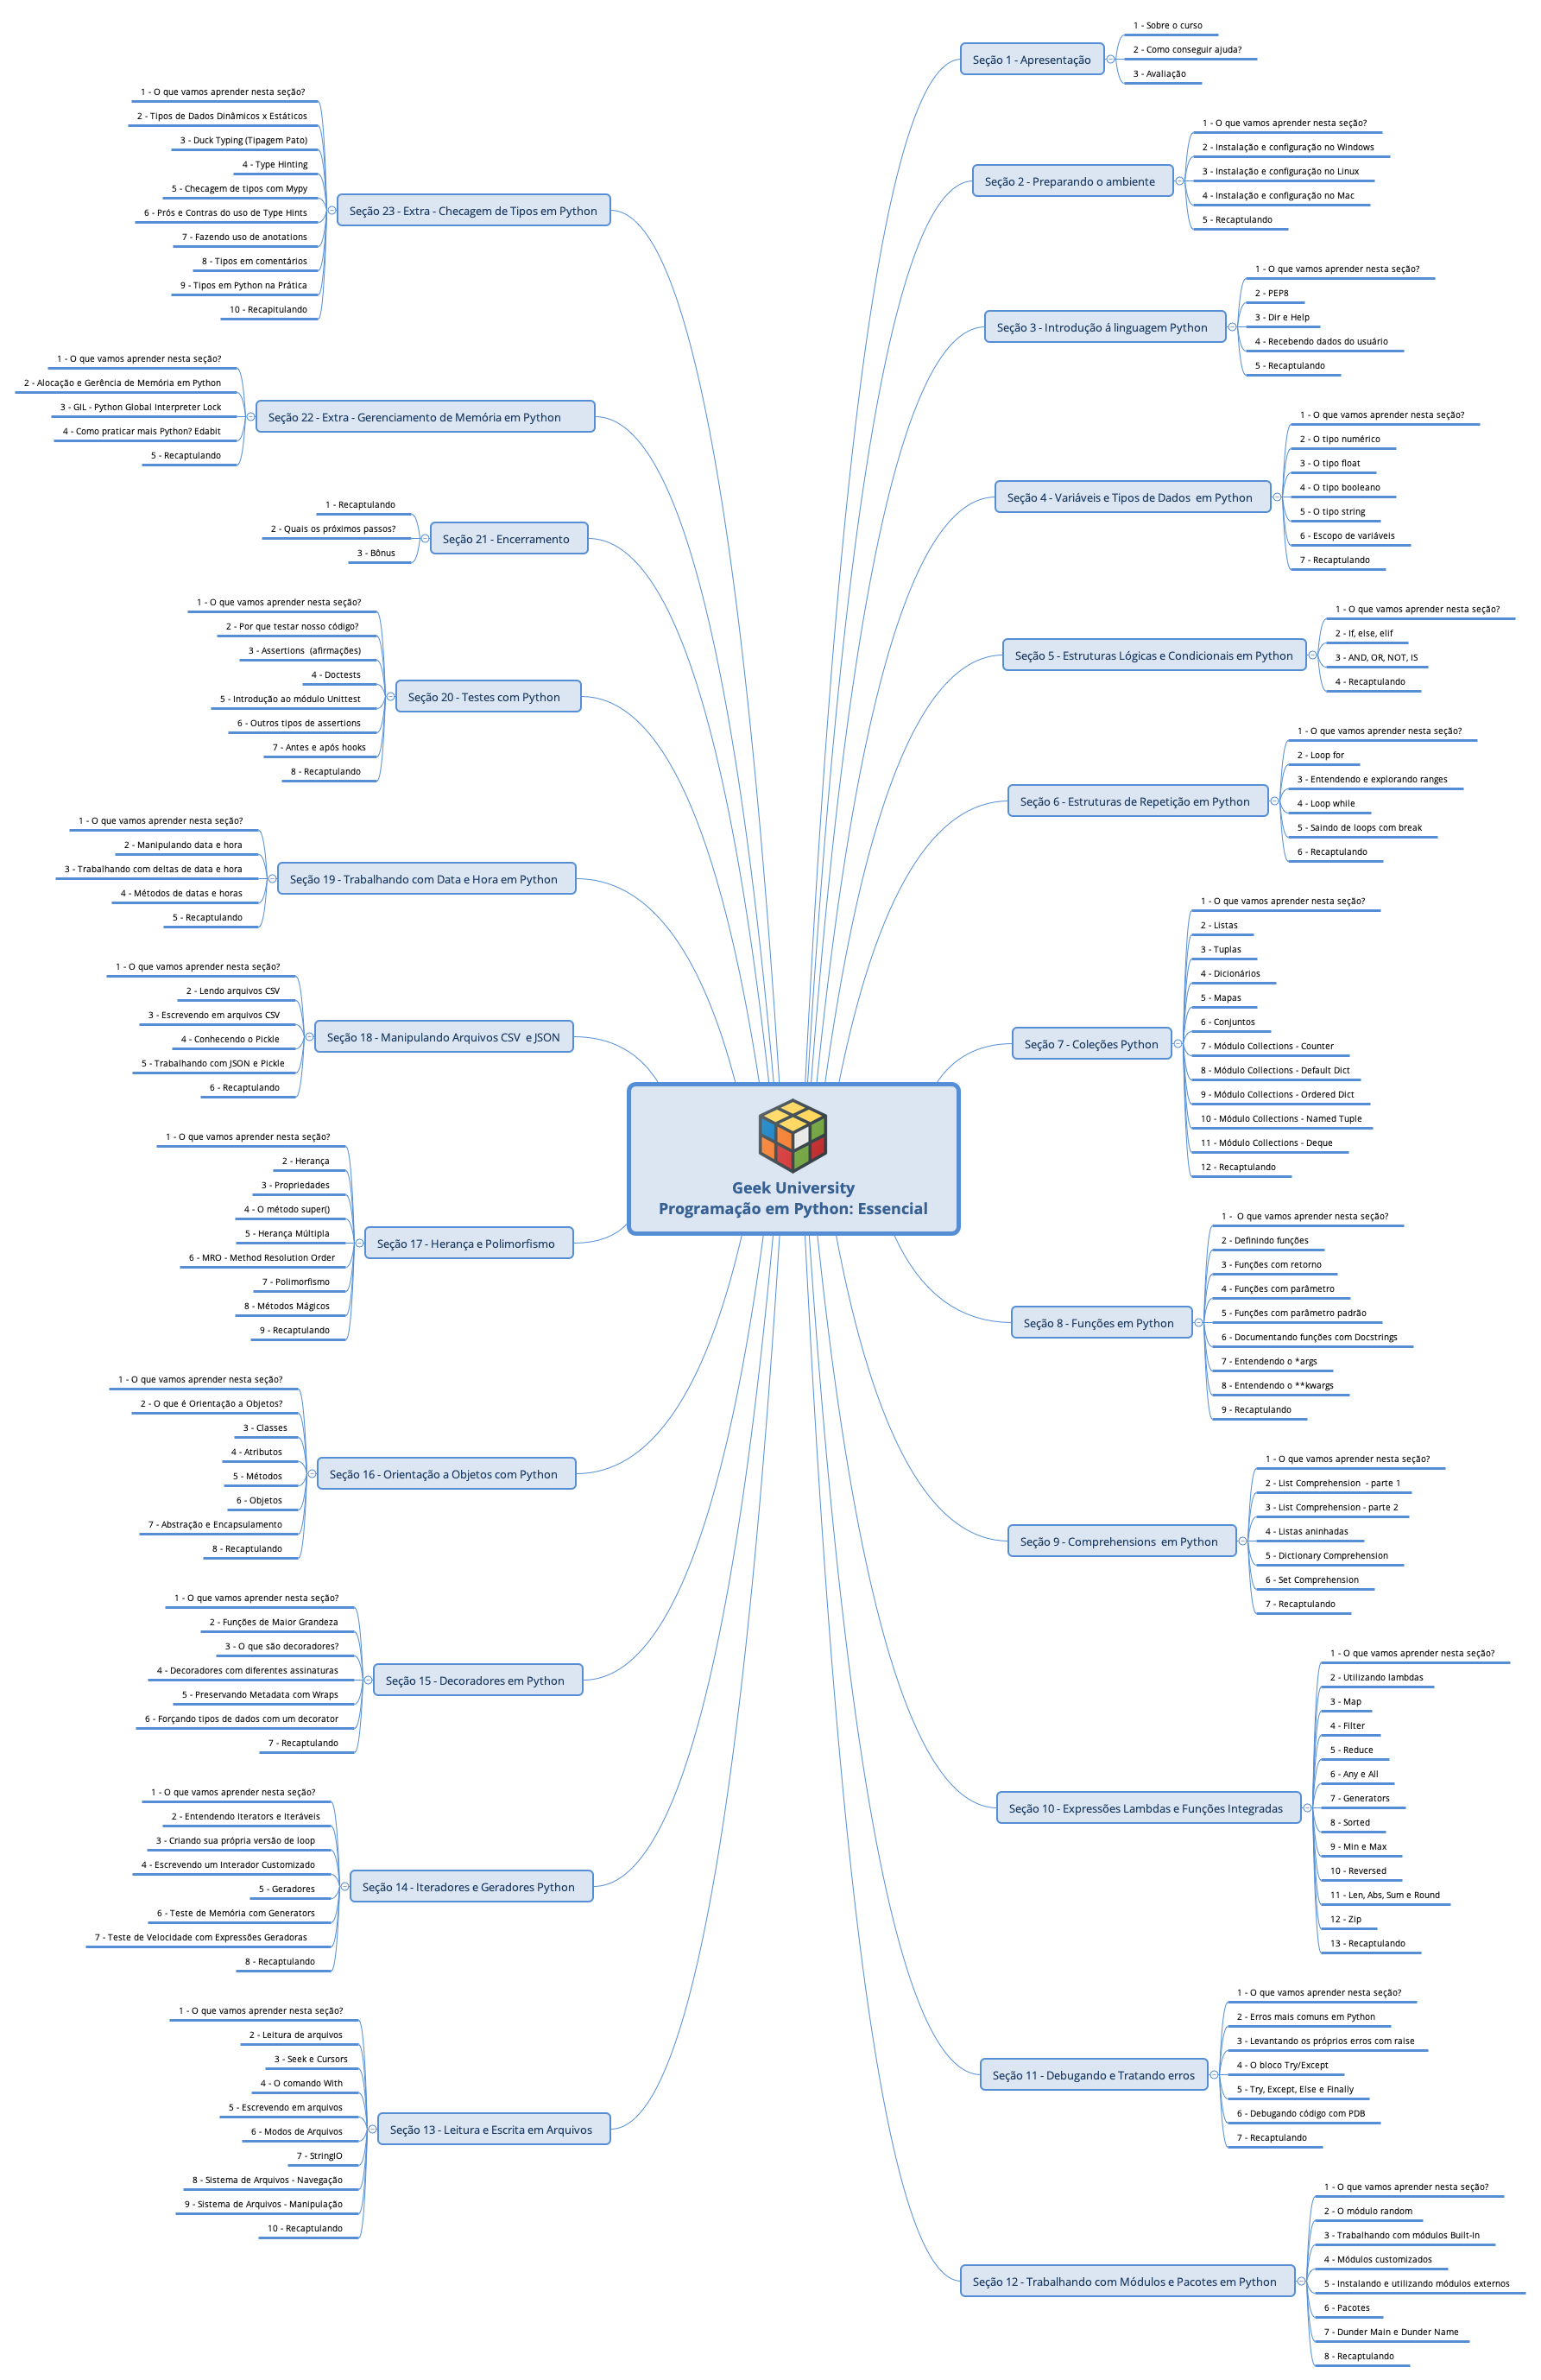 Geek University
Programação em Python: Essencial
Seção 1 - Apresentação
1 - Sobre o curso
2 - Como conseguir ajuda?
3 - Avaliação
Seção 2 - Preparando o ambiente
1 - O que vamos aprender nesta seção?
2 - Instalação e configuração no Windows
3 - Instalação e configuração no Linux
4 - Instalação e configuração no Mac
5 - Recaptulando
Seção 3 - Introdução á linguagem Python
1 - O que vamos aprender nesta seção?
2 - PEP8
3 - Dir e Help
4 - Recebendo dados do usuário
5 - Recaptulando
Seção 4 - Variáveis e Tipos de Dados em Python
1 - O que vamos aprender nesta seção?
2 - O tipo numérico
3 - O tipo float
4 - O tipo booleano
5 - O tipo string
6 - Escopo de variáveis
7 - Recaptulando
Seção 5 - Estruturas Lógicas e Condicionais em Python
1 - O que vamos aprender nesta seção?
2 - If, else, elif
3 - AND, OR, NOT, IS
4 - Recaptulando
Seção 6 - Estruturas de Repetição em Python
1 - O que vamos aprender nesta seção?
2 - Loop for
3 - Entendendo e explorando ranges
4 - Loop while
5 - Saindo de loops com break
6 - Recaptulando
Seção 7 - Coleções Python
1 - O que vamos aprender nesta seção?
2 - Listas
3 - Tuplas
4 - Dicionários
5 - Mapas
6 - Conjuntos
7 - Módulo Collections - Counter
8 - Módulo Collections - Default Dict
9 - Módulo Collections - Ordered Dict
10 - Módulo Collections - Named Tuple
11 - Módulo Collections - Deque
12 - Recaptulando
Seção 8 - Funções em Python
1 - O que vamos aprender nesta seção?
2 - Definindo funções
3 - Funções com retorno
4 - Funções com parâmetro
5 - Funções com parâmetro padrão
6 - Documentando funções com Docstrings
7 - Entendendo o *args
8 - Entendendo o **kwargs
9 - Recaptulando
Seção 9 - Comprehensions em Python
1 - O que vamos aprender nesta seção?
2 - List Comprehension - parte 1
3 - List Comprehension - parte 2
4 - Listas aninhadas
5 - Dictionary Comprehension
6 - Set Comprehension
7 - Recaptulando
Seção 10 - Expressões Lambdas e Funções Integradas
1 - O que vamos aprender nesta seção?
2 - Utilizando lambdas
3 - Map
4 - Filter
5 - Reduce
6 - Any e All
7 - Generators
8 - Sorted
9 - Min e Max
10 - Reversed
11 - Len, Abs, Sum e Round
12 - Zip
13 - Recaptulando
Seção 11 - Debugando e Tratando erros
1 - O que vamos aprender nesta seção?
2 - Erros mais comuns em Python
3 - Levantando os próprios erros com raise
4 - O bloco Try/Except
5 - Try, Except, Else e Finally
6 - Debugando código com PDB
7 - Recaptulando
Seção 12 - Trabalhando com Módulos e Pacotes em Python
1 - O que vamos aprender nesta seção?
2 - O módulo random
3 - Trabalhando com módulos Built-In
4 - Módulos customizados
5 - Instalando e utilizando módulos externos
6 - Pacotes
7 - Dunder Main e Dunder Name
8 - Recaptulando
Seção 13 - Leitura e Escrita em Arquivos
1 - O que vamos aprender nesta seção?
2 - Leitura de arquivos
3 - Seek e Cursors
4 - O comando With
5 - Escrevendo em arquivos
6 - Modos de Arquivos
7 - StringIO
8 - Sistema de Arquivos - Navegação
9 - Sistema de Arquivos - Manipulação
10 - Recaptulando
Seção 14 - Iteradores e Geradores Python
1 - O que vamos aprender nesta seção?
2 - Entendendo Iterators e Iteráveis
3 - Criando sua própria versão de loop
4 - Escrevendo um Interador Customizado
5 - Geradores
6 - Teste de Memória com Generators
7 - Teste de Velocidade com Expressões Geradoras
8 - Recaptulando
Seção 15 - Decoradores em Python
1 - O que vamos aprender nesta seção?
2 - Funções de Maior Grandeza
3 - O que são decoradores?
4 - Decoradores com diferentes assinaturas
5 - Preservando Metadata com Wraps
6 - Forçando tipos de dados com um decorator
7 - Recaptulando
Seção 16 - Orientação a Objetos com Python
1 - O que vamos aprender nesta seção?
2 - O que é Orientação a Objetos?
3 - Classes
4 - Atributos
5 - Métodos
6 - Objetos
7 - Abstração e Encapsulamento
8 - Recaptulando
Seção 17 - Herança e Polimorfismo
1 - O que vamos aprender nesta seção?
2 - Herança
3 - Propriedades
4 - O método super()
5 - Herança Múltipla
6 - MRO - Method Resolution Order
7 - Polimorfismo
8 - Métodos Mágicos
9 - Recaptulando
Seção 18 - Manipulando Arquivos CSV e JSON
1 - O que vamos aprender nesta seção?
2 - Lendo arquivos CSV
3 - Escrevendo em arquivos CSV
4 - Conhecendo o Pickle
5 - Trabalhando com JSON e Pickle
6 - Recaptulando
Seção 19 - Trabalhando com Data e Hora em Python
1 - O que vamos aprender nesta seção?
2 - Manipulando data e hora
3 - Trabalhando com deltas de data e hora
4 - Métodos de datas e horas
5 - Recaptulando
Seção 20 - Testes com Python
1 - O que vamos aprender nesta seção?
2 - Por que testar nosso código?
3 - Assertions (afirmações)
4 - Doctests
5 - Introdução ao módulo Unittest
6 - Outros tipos de assertions
7 - Antes e após hooks
8 - Recaptulando
Seção 21 - Encerramento
1 - Recaptulando
2 - Quais os próximos passos?
3 - Bônus
Seção 22 - Extra - Gerenciamento de Memória em Python
1 - O que vamos aprender nesta seção?
2 - Alocação e Gerência de Memória em Python
3 - GIL - Python Global Interpreter Lock
4 - Como praticar mais Python? Edabit
5 - Recaptulando
Seção 23 - Extra - Checagem de Tipos em Python
1 - O que vamos aprender nesta seção?
2 - Tipos de Dados Dinâmicos x Estáticos
3 - Duck Typing (Tipagem Pato)
4 - Type Hinting
5 - Checagem de tipos com Mypy
6 - Prós e Contras do uso de Type Hints
7 - Fazendo uso de anotations
8 - Tipos em comentários
9 - Tipos em Python na Prática
10 - Recapitulando